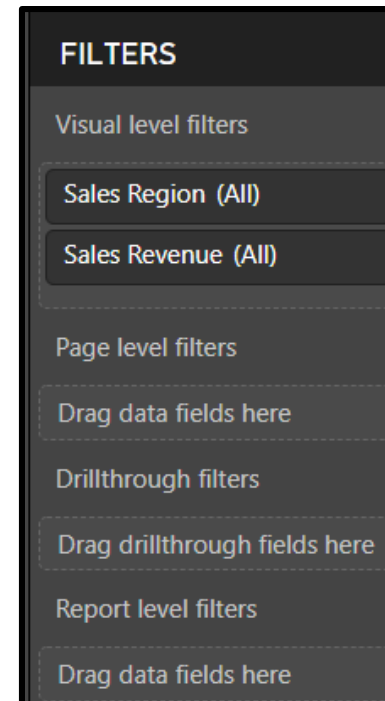 FILTERS
Visual level filters
Sales Region (All)
Sales Revenue (All)
Page level filters
Drag data fields here
Drillthrough filters
Drag drillthrough fields here
Report level filters
Drag data fields here